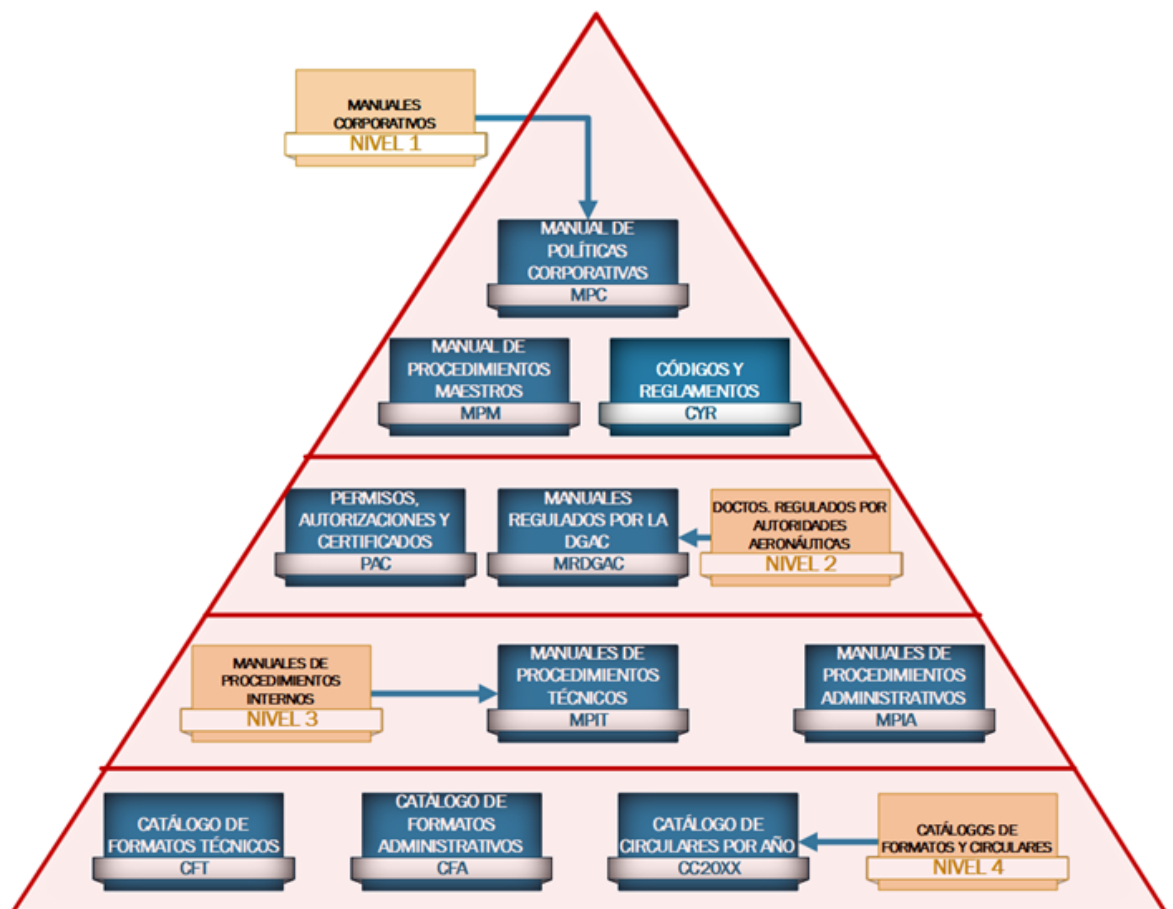 MANUALES
CORPORATIVOS
NIVEL 1
MANUAL DE
POLÍTICAS
CORPORATIVAS
MPC
MANUAL DE
PROCEDIMIENTOS
MAESTROS
MPM
CÓDIGOS Y
REGLAMENTOS
CYR
PERMISOS,
AUTORIZACIONES Y
CERTIFICADOS
PAC
MANUALES
REGULADOS POR LA
DGAC
MRDGAC
DOCTOS. REGULADOS POR
AUTORIDADES
AERONÁUTICAS
NIVEL 2
MANUALES DE
PROCEDIMIENTOS
INTERNOS
NIVEL 3
MANUALES DE
PROCEDIMIENTOS
TÉCNICOS
MPIT
MANUALES DE
PROCEDIMIENTOS
ADMINISTRATIVOS
MPIA
CATÁLOGO DE
FORMATOS TÉCNICOS
CFT
CATÁLOGO DE
FORMATOS
ADMINISTRATIVOS
CFA
CATÁLOGO DE
CIRCULARES POR AÑO
CC20XX
CATÁLOGOS DE
FORMATOS Y CIRCULARES
NIVEL 4